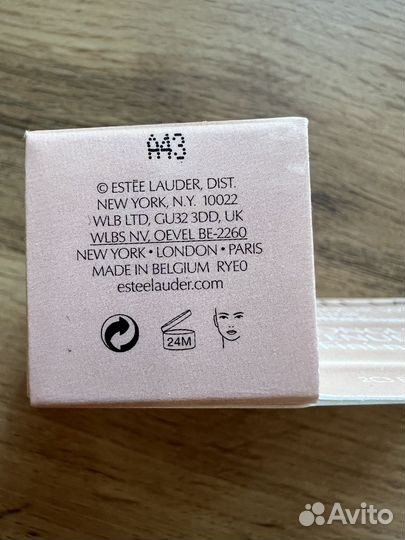 A43
© ESTĒE LAUDER, DIST.
NEW YORK, N.Y. 10022
WLB LTD, GU32 3DD, UK
WLBS NV, OEVEL BE-2260
NEW YORK • LONDON • PARIS
MADE IN BELGIUM RYE0
esteelauder.com
24M
Avito